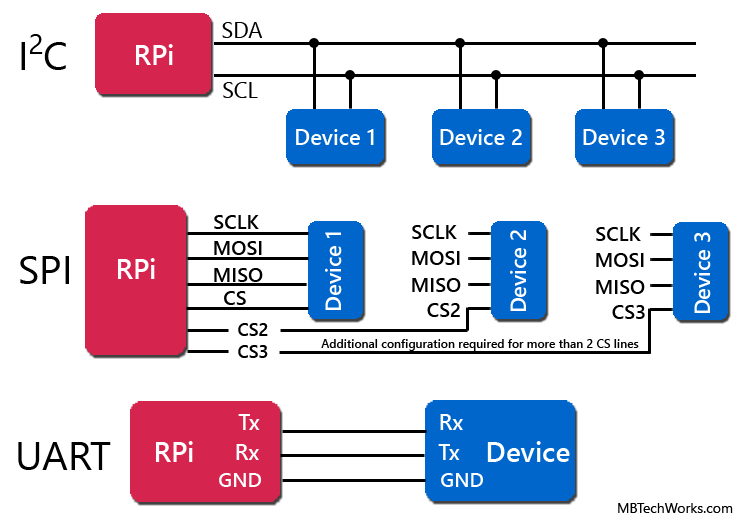 I²C
RPi
SDA
SCL
Device 1
Device 2
Device 3
SPI
RPi
SCLK
MOSI
MISO
CS
CS2
CS3
Device 1
SCLK
MOSI
MISO
CS2
Device 2
SCLK
MOSI
MISO
CS3
Device 3
Additional configuration required for more than 2 CS lines
UART
RPi
Tx
Rx
GND
Rx
Tx
GND
Device
MBTechWorks.com